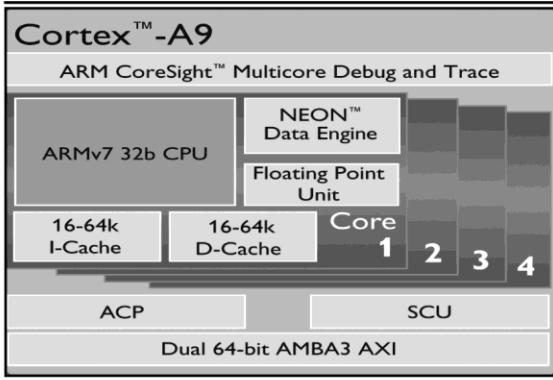 Cortex™-A9
ARM CoreSight™ Multicore Debug and Trace
ARMv7 32b CPU
NEON™
Data Engine
Floating Point
Unit
16-64k
I-Cache
16-64k
D-Cache
Core
1
2
3
4
ACP
SCU
Dual 64-bit AMBA3 AXI